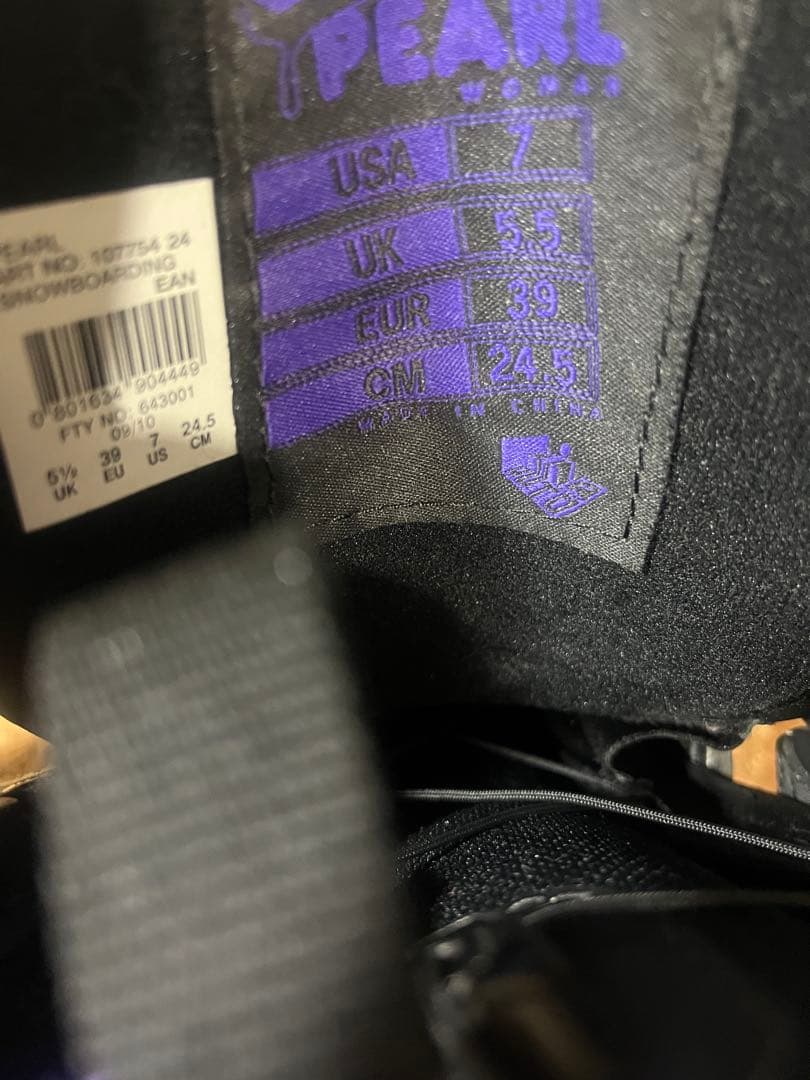 PEARL
WOMAN
USA 7
UK 5.5
EUR 39
CM 24.5
MADE IN CHINA
PEARL
ART NO. 107754 24
SNOWBOARDING
EAN
0 801634 904449
FTY NO: 643001
09/10
5½ 39 7 24.5
UK EU US CM